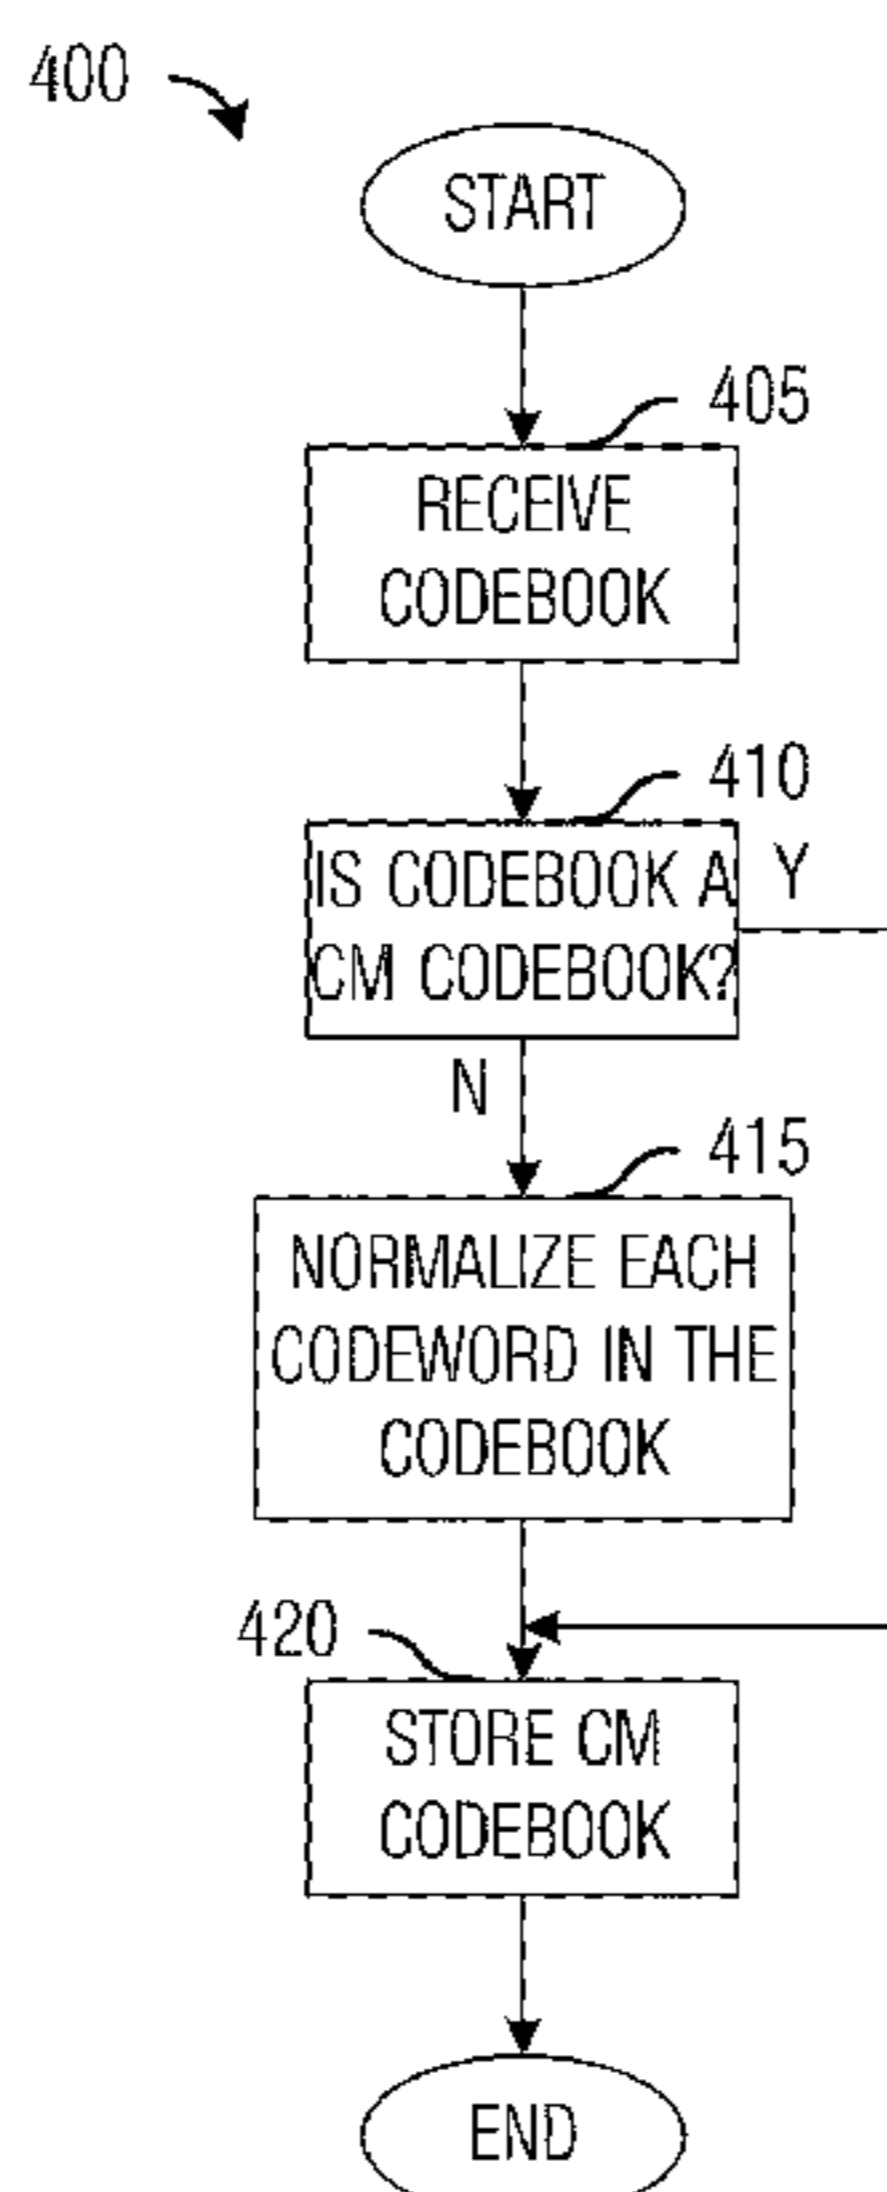 400
START
405
RECEIVE
CODEBOOK
410
IS CODEBOOK A
Y
CM CODEBOOK?
N
415
NORMALIZE EACH
CODEWORD IN THE
CODEBOOK
420
STORE CM
CODEBOOK
END